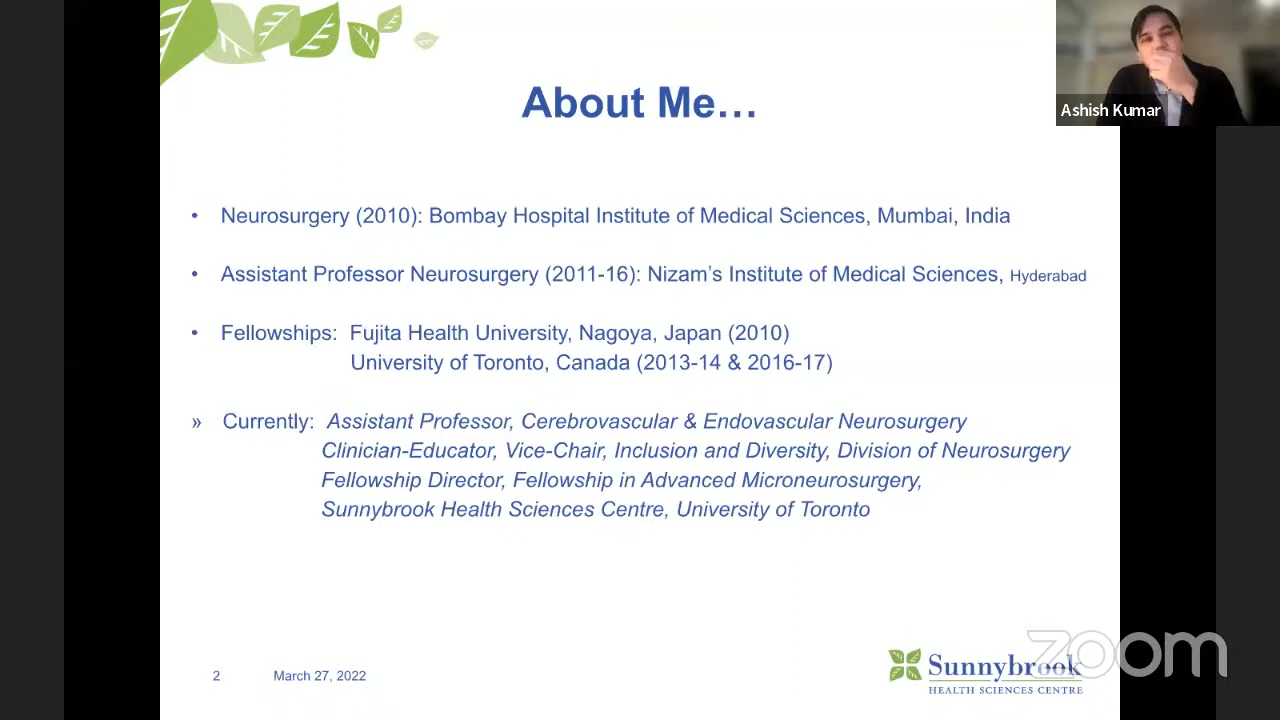 About Me…
Ashish Kumar
• Neurosurgery (2010): Bombay Hospital Institute of Medical Sciences, Mumbai, India
• Assistant Professor Neurosurgery (2011-16): Nizam's Institute of Medical Sciences, Hyderabad
• Fellowships: Fujita Health University, Nagoya, Japan (2010)
University of Toronto, Canada (2013-14 & 2016-17)
» Currently: Assistant Professor, Cerebrovascular & Endovascular Neurosurgery
Clinician-Educator, Vice-Chair, Inclusion and Diversity, Division of Neurosurgery
Fellowship Director, Fellowship in Advanced Microneurosurgery,
Sunnybrook Health Sciences Centre, University of Toronto
2 March 27, 2022
Sunnybrook
HEALTH SCIENCES CENTRE
zoom